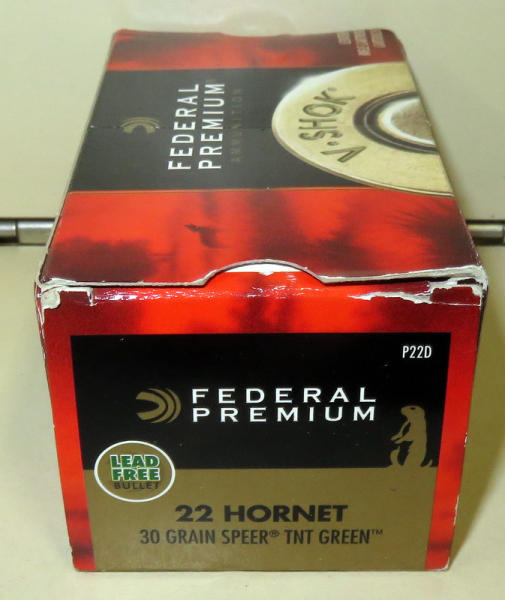 FEDERAL
PREMIUM®
AMMUNITION
V•SHOK®
P22D
FEDERAL
PREMIUM
LEAD
FREE
BULLET
22 HORNET
30 GRAIN SPEER® TNT GREEN™